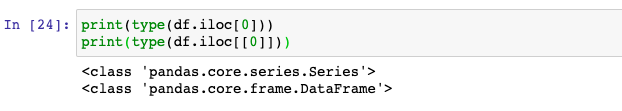 In [24]: print(type(df.iloc[0]))
print(type(df.iloc[[0]]))
<class 'pandas.core.series.Series'>
<class 'pandas.core.frame.DataFrame'>